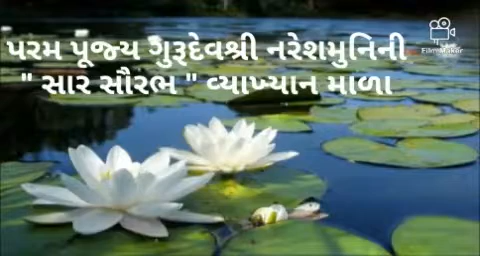 પરમ પૂજ્ય ગુરૂદેવશ્રી નરેશમુનિની
" સાર સૌરભ " વ્યાખ્યાન માળા
FilmMaker